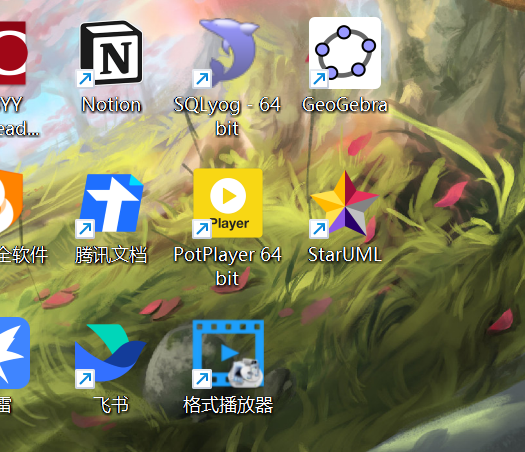 YY
ead...
Notion
SQLyog - 64
bit
GeoGebra
全软件
腾讯文档
Player
PotPlayer 64
bit
StarUML
雷
飞书
格式播放器